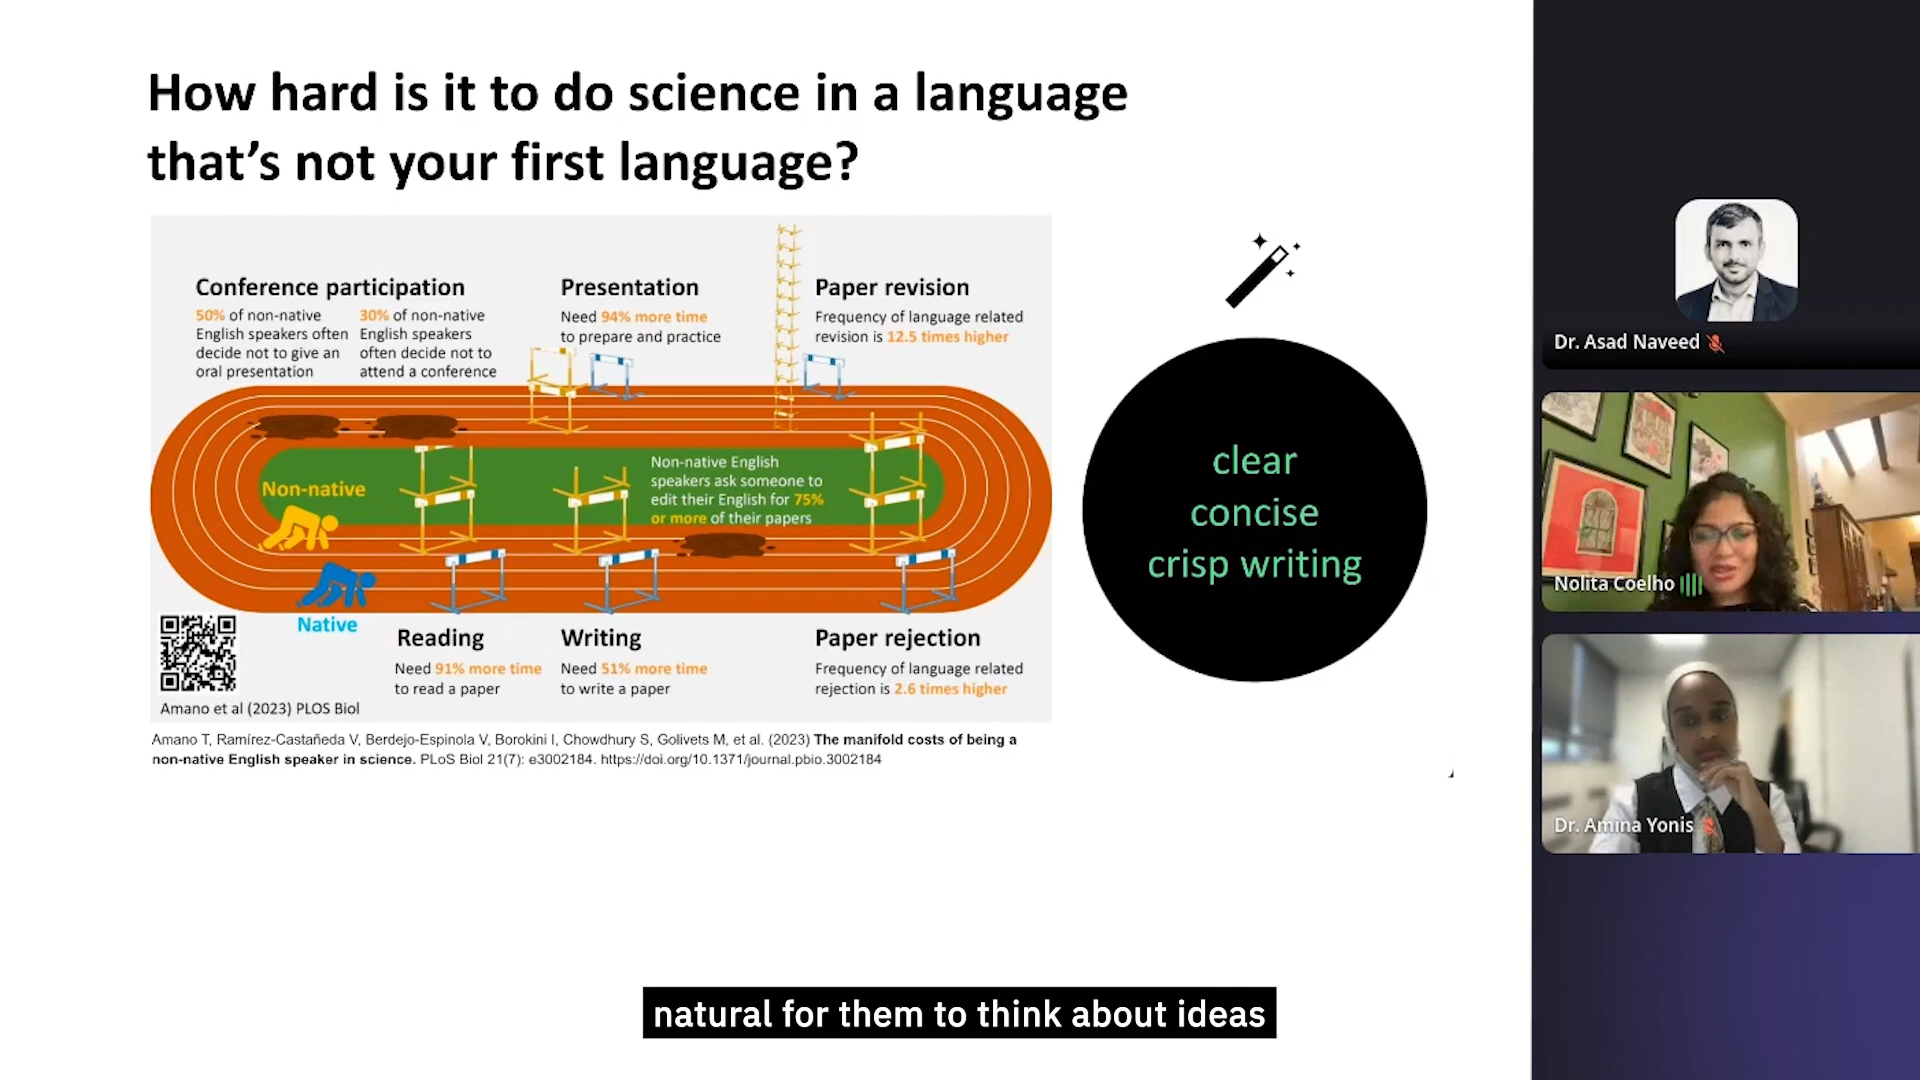 How hard is it to do science in a language
that's not your first language?
Conference participation
50% of non-native
English speakers often
decide not to give an
oral presentation
30% of non-native
English speakers
often decide not to
attend a conference
Presentation
Need 94% more time
to prepare and practice
Paper revision
Frequency of language related
revision is 12.5 times higher
Non-native
Non-native English
speakers ask someone to
edit their English for 75%
or more of their papers
Native
Reading
Need 91% more time
to read a paper
Writing
Need 51% more time
to write a paper
Paper rejection
Frequency of language related
rejection is 2.6 times higher
Amano et al (2023) PLOS Biol
Amano T, Ramírez-Castañeda V, Berdejo-Espinola V, Borokini I, Chowdhury S, Golivets M, et al. (2023) The manifold costs of being a
non-native English speaker in science. PLoS Biol 21(7): e3002184. https://doi.org/10.1371/journal.pbio.3002184
clear
concise
crisp writing
Dr. Asad Naveed
Nolita Coelho
Dr. Amina Yonis
natural for them to think about ideas